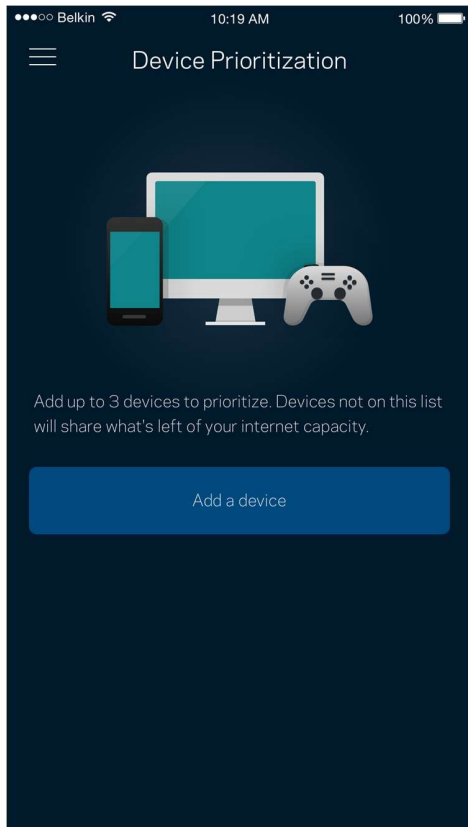 Belkin 10:19 AM 100%
Device Prioritization
Add up to 3 devices to prioritize. Devices not on this list
will share what's left of your internet capacity.
Add a device